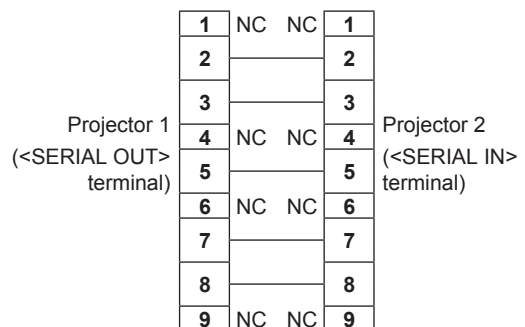 1 NC NC 1
2 2
3 3
Projector 1
(<SERIAL OUT>
terminal)
4 NC NC 4
Projector 2
(<SERIAL IN>
terminal)
5 5
6 NC NC 6
7 7
8 8
9 NC NC 9